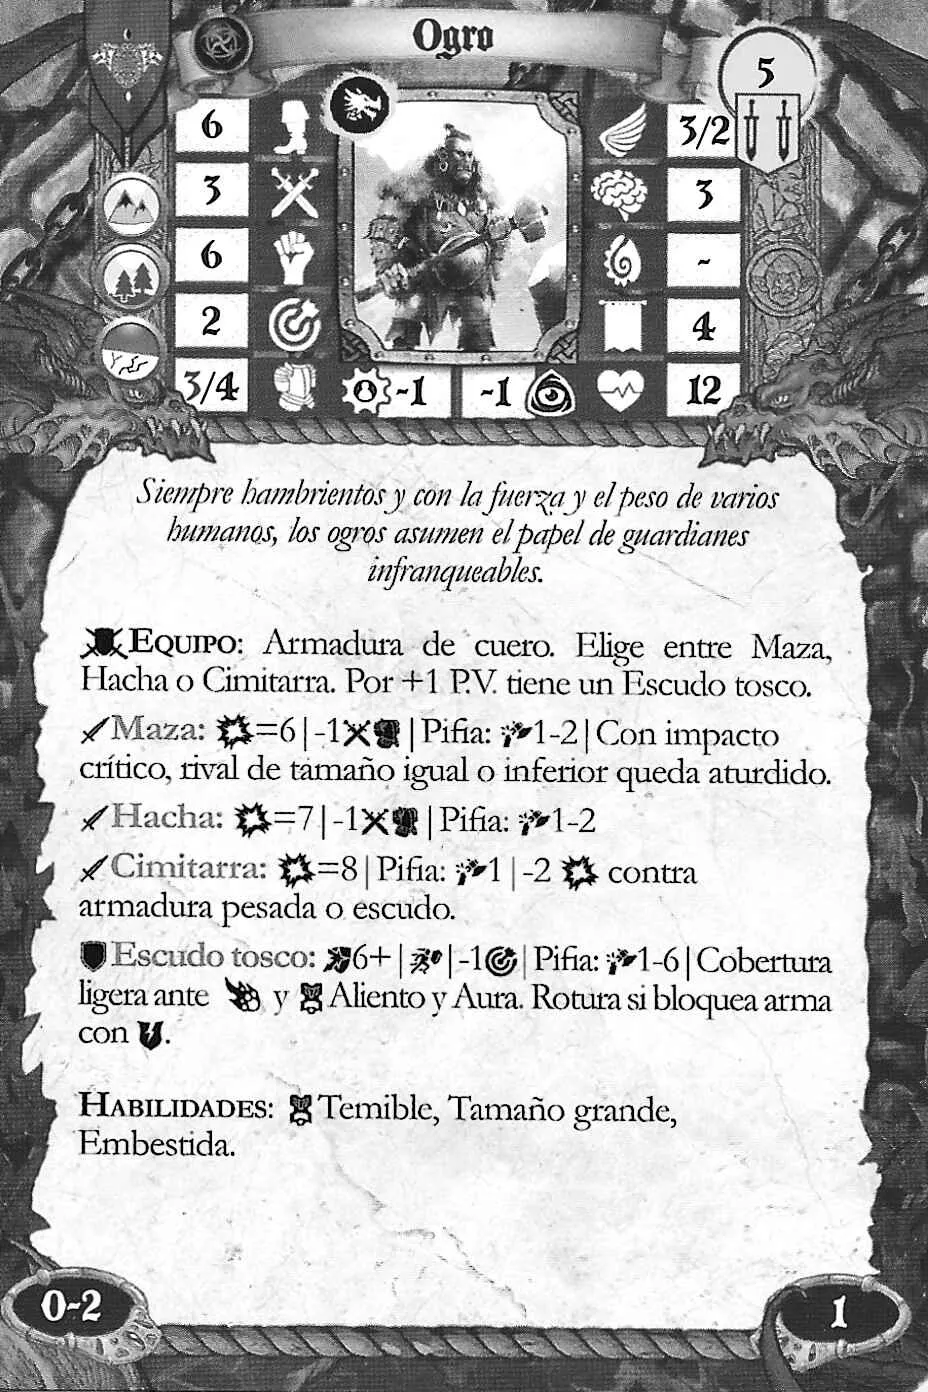 Ogro
5
6
3/2
3
3
6
-
2
4
3/4
-1
-1
12
Siempre hambrientos y con la fuerza y el peso de varios
humanos, los ogros asumen el papel de guardianes
infranqueables.
EQUIPO: Armadura de cuero. Elige entre Maza,
Hacha o Cimitarra. Por +1 P.V. tiene un Escudo tosco.
Maza: =6 | -1 | Pifia: 1-2 | Con impacto
crítico, rival de tamaño igual o inferior queda aturdido.
Hacha: =7 | -1 | Pifia: 1-2
Cimitarra: =8 | Pifia: 1 | -2 contra
armadura pesada o escudo.
Escudo tosco: 6+ | | -1 | Pifia: 1-6 | Cobertura
ligera ante y Aliento y Aura. Rotura si bloquea arma
con .
HABILIDADES: Temible, Tamaño grande,
Embestida.
0-2
1